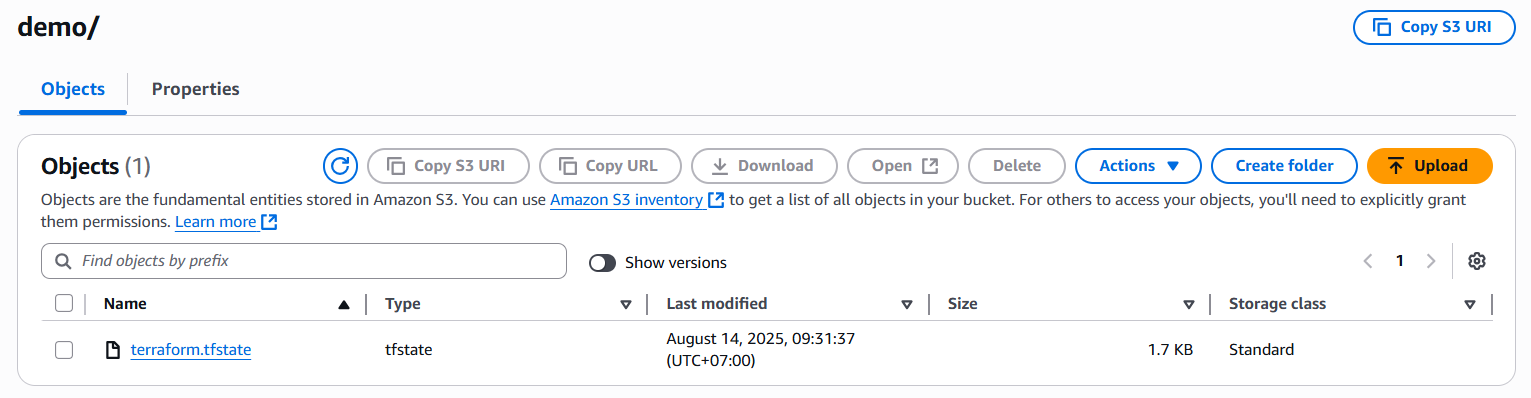 demo/
Copy S3 URI
Objects
Properties
Objects (1)
Copy S3 URI
Copy URL
Download
Open
Delete
Actions
Create folder
Upload
Objects are the fundamental entities stored in Amazon S3. You can use Amazon S3 inventory to get a list of all objects in your bucket. For others to access your objects, you'll need to explicitly grant
them permissions. Learn more
Find objects by prefix
Show versions
1
Name
Type
Last modified
Size
Storage class
terraform.tfstate
tfstate
August 14, 2025, 09:31:37
(UTC+07:00)
1.7 KB
Standard